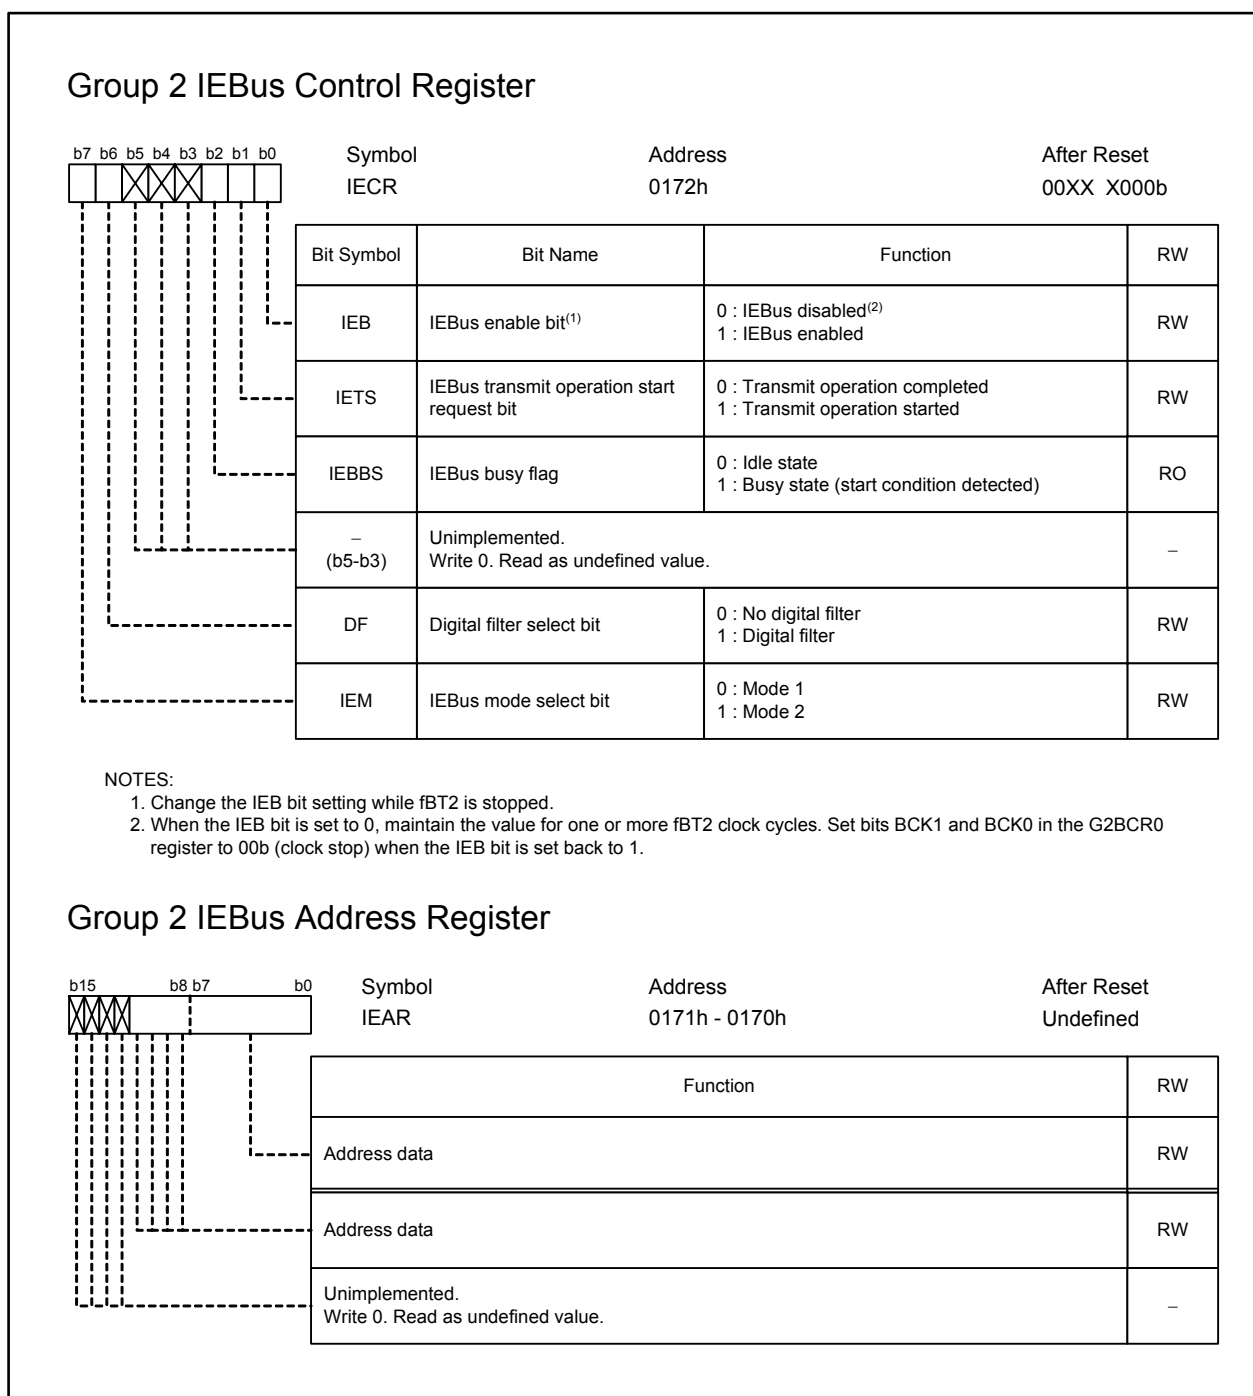 Group 2 IEBus Control Register
b7 b6 b5 b4 b3 b2 b1 b0
Symbol Address After Reset
IECR 0172h 00XX X000b
Bit Symbol Bit Name Function RW
IEB IEBus enable bit(1) 0 : IEBus disabled(2) RW
1 : IEBus enabled
IETS IEBus transmit operation start request bit 0 : Transmit operation completed RW
1 : Transmit operation started
IEBBS IEBus busy flag 0 : Idle state RO
1 : Busy state (start condition detected)
– (b5-b3) Unimplemented. –
Write 0. Read as undefined value.
DF Digital filter select bit 0 : No digital filter RW
1 : Digital filter
IEM IEBus mode select bit 0 : Mode 1 RW
1 : Mode 2
NOTES:
1. Change the IEB bit setting while fBT2 is stopped.
2. When the IEB bit is set to 0, maintain the value for one or more fBT2 clock cycles. Set bits BCK1 and BCK0 in the G2BCR0
register to 00b (clock stop) when the IEB bit is set back to 1.
Group 2 IEBus Address Register
b15 b8 b7 b0
Symbol Address After Reset
IEAR 0171h - 0170h Undefined
Function RW
Address data RW
Address data RW
Unimplemented. –
Write 0. Read as undefined value.